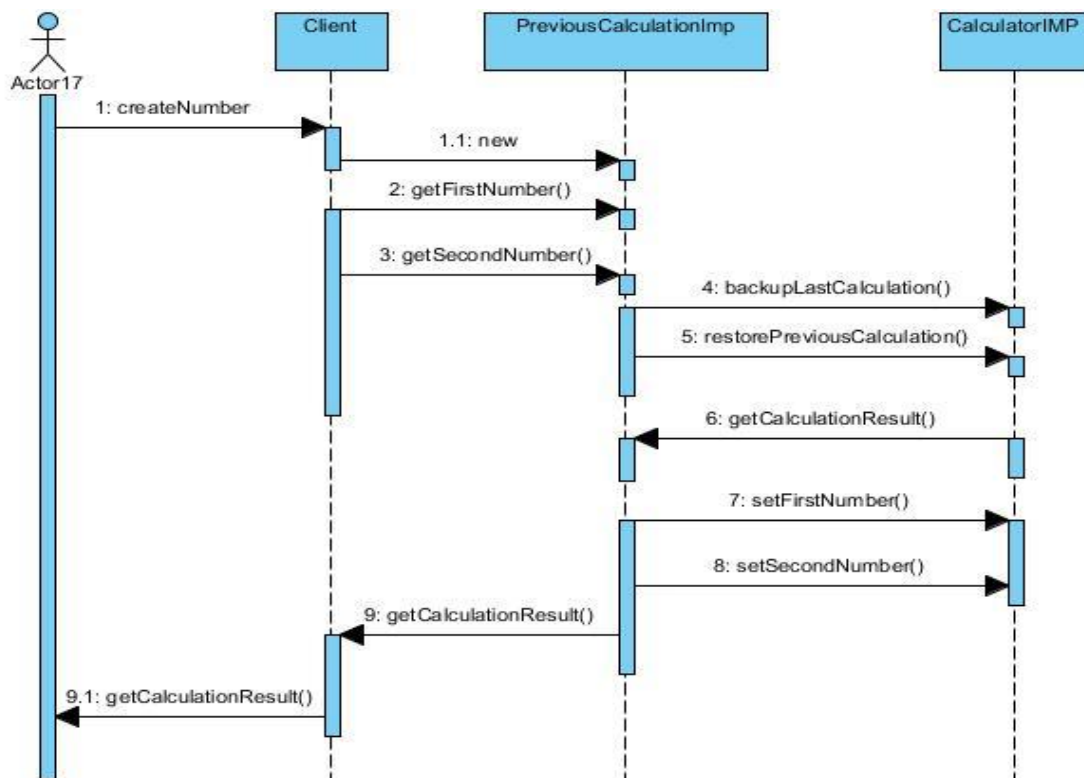 Client
PreviousCalculationImp
CalculatorIMP
Actor17
1: createNumber
1.1: new
2: getFirstNumber()
3: getSecondNumber()
4: backupLastCalculation()
5: restorePreviousCalculation()
6: getCalculationResult()
7: setFirstNumber()
8: setSecondNumber()
9: getCalculationResult()
9.1: getCalculationResult()